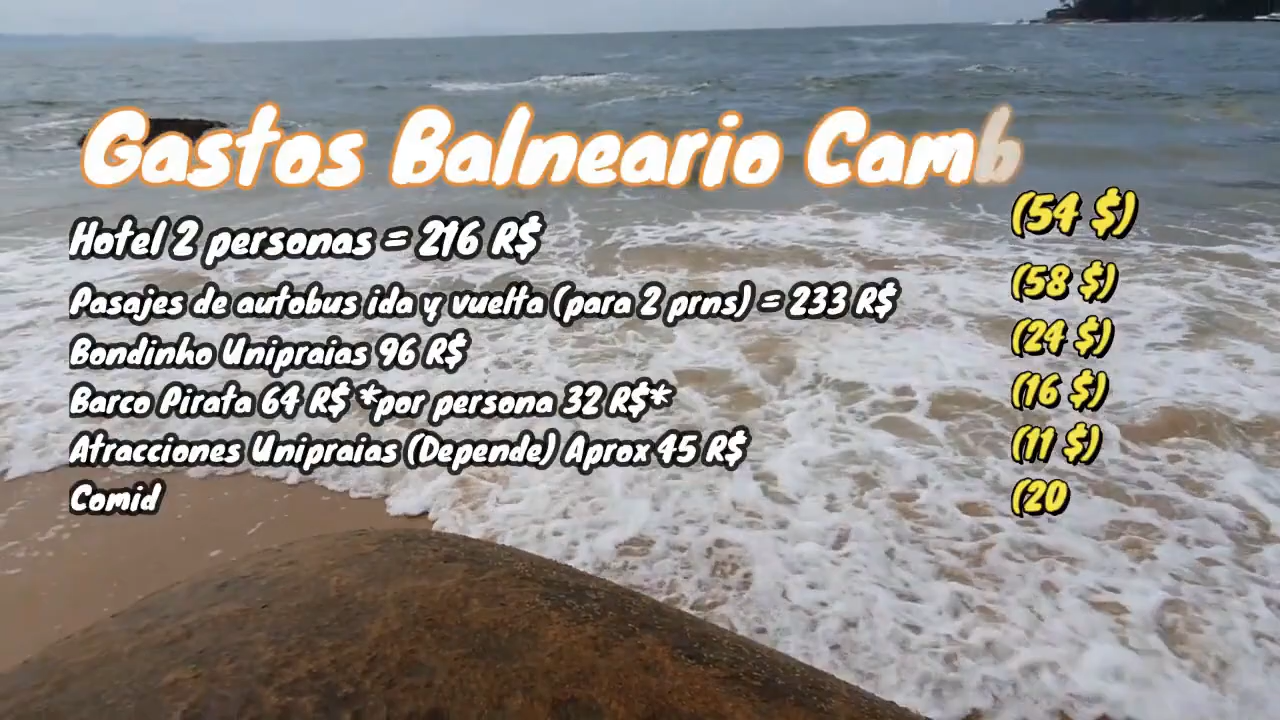 Gastos Balneario Camb
Hotel 2 personas = 216 R$ (54 $)
Pasajes de autobus ida y vuelta (para 2 prns) = 233 R$ (58 $)
Bondinho Unipraias 96 R$ (24 $)
Barco Pirata 64 R$ *por persona 32 R$* (16 $)
Atracciones Unipraias (Depende) Aprox 45 R$ (11 $)
Comid (20